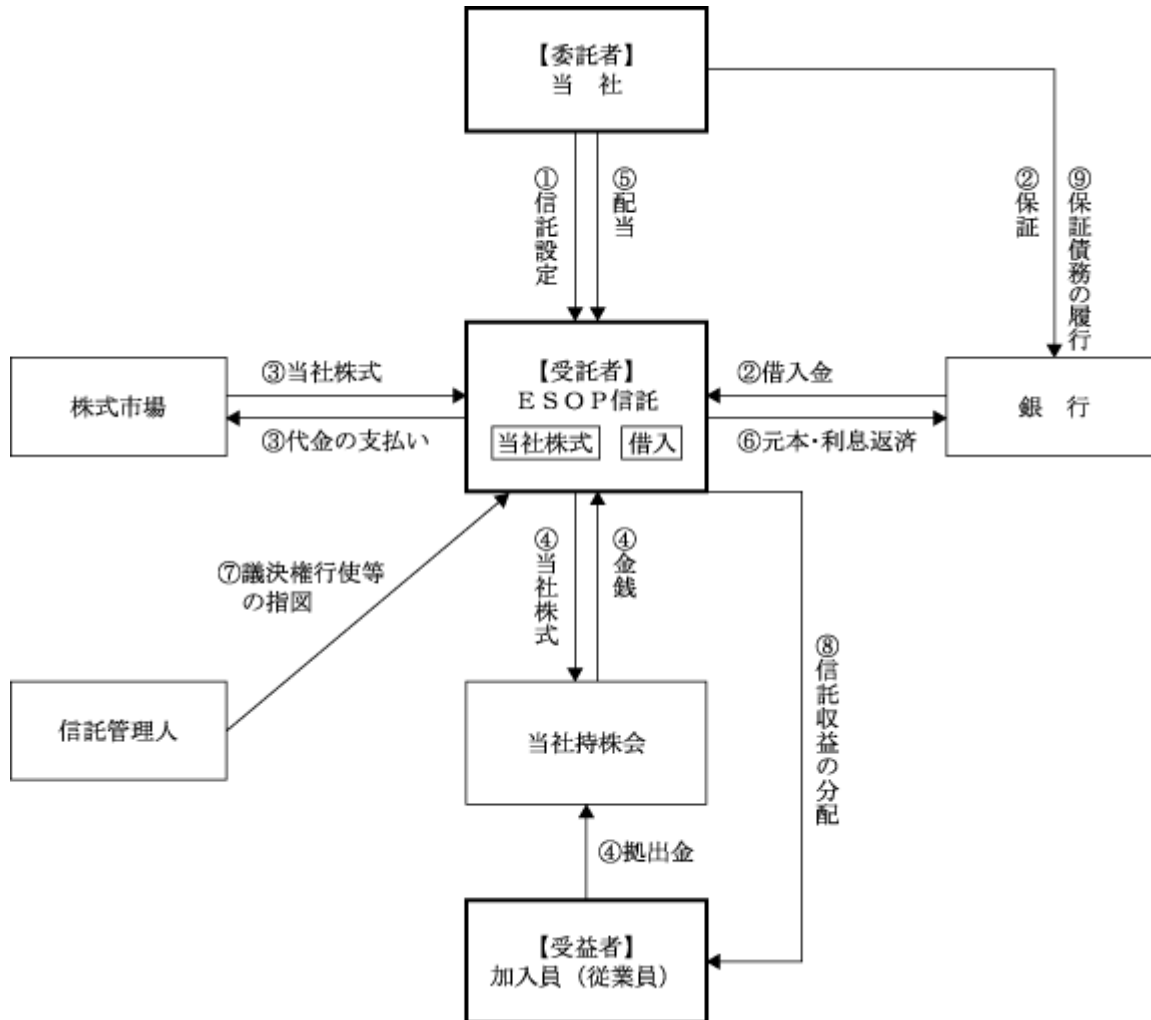 【委託者】
当　社
①信託設定
⑤配当
②保証
⑨保証債務の履行
株式市場
③当社株式
③代金の支払い
【受託者】
ＥＳＯＰ信託
当社株式
借入
②借入金
⑥元本・利息返済
銀　行
⑦議決権行使等
の指図
④当社株式
④金銭
⑧信託収益の分配
信託管理人
当社持株会
④拠出金
【受益者】
加入員（従業員）